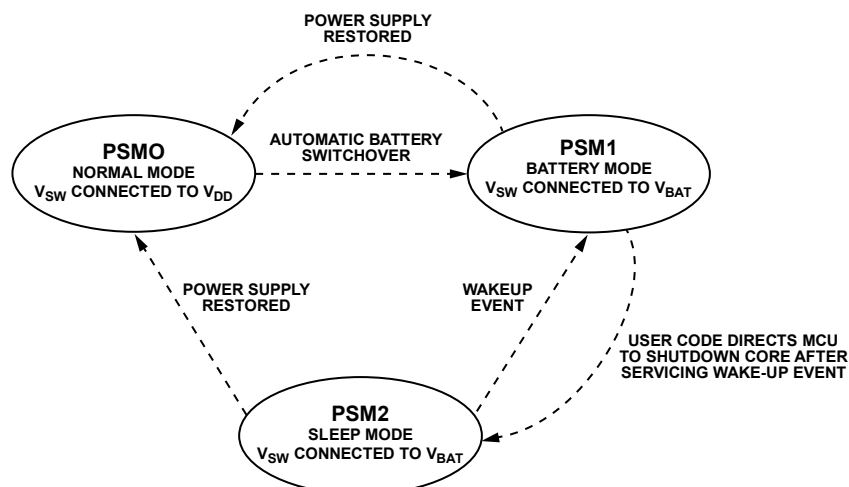 POWER SUPPLY
RESTORED
PSMO
NORMAL MODE
VSW CONNECTED TO VDD
AUTOMATIC BATTERY
SWITCHOVER
PSM1
BATTERY MODE
VSW CONNECTED TO VBAT
POWER SUPPLY
RESTORED
WAKEUP
EVENT
USER CODE DIRECTS MCU
TO SHUTDOWN CORE AFTER
SERVICING WAKE-UP EVENT
PSM2
SLEEP MODE
VSW CONNECTED TO VBAT